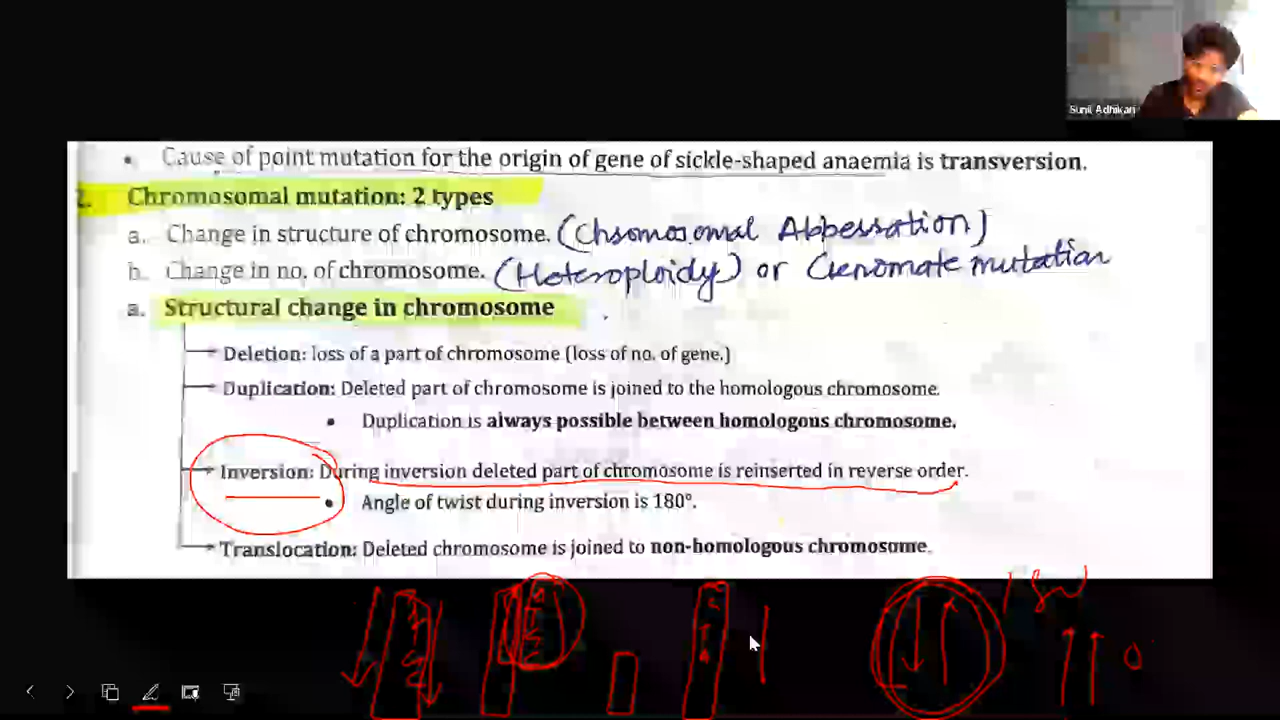 Sunil Adhikari
• Cause of point mutation for the origin of gene of sickle-shaped anaemia is transversion.
Chromosomal mutation: 2 types
a. Change in structure of chromosome. (Chromosomal Abberration)
b. Change in no. of chromosome. (Heteroploidy) or Genomate mutation
a. Structural change in chromosome
Deletion: loss of a part of chromosome (loss of no. of gene.)
Duplication: Deleted part of chromosome is joined to the homologous chromosome.
• Duplication is always possible between homologous chromosome.
Inversion: During inversion deleted part of chromosome is reinserted in reverse order.
• Angle of twist during inversion is 180°.
Translocation: Deleted chromosome is joined to non-homologous chromosome.